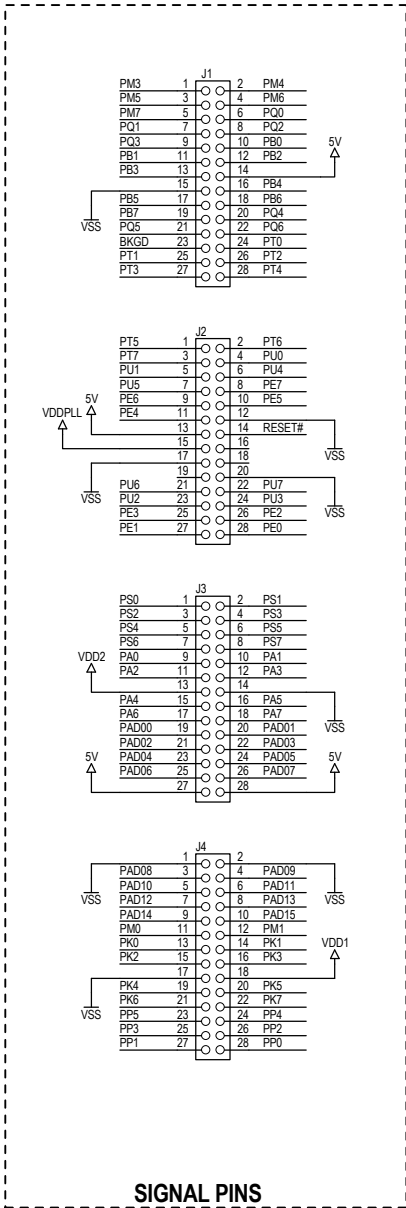 J1
PM3 1 2 PM4
PM5 3 4 PM6
PM7 5 6 PQ0
PQ1 7 8 PQ2
PQ3 9 10 PB0
PB1 11 12 PB2 5V
PB3 13 14
15 16 PB4
PB5 17 18 PB6
VSS PB7 19 20 PQ4
PQ5 21 22 PQ6
BKGD 23 24 PT0
PT1 25 26 PT2
PT3 27 28 PT4
J2
PT5 1 2 PT6
PT7 3 4 PU0
PU1 5 6 PU4
PU5 7 8 PE7
5V PE6 9 10 PE5
VDDPLL PE4 11 12
13 14 RESET#
15 16
17 18 VSS
19 20
VSS PU6 21 22 PU7
PU2 23 24 PU3
PE3 25 26 PE2 VSS
PE1 27 28 PE0
J3
PS0 1 2 PS1
PS2 3 4 PS3
PS4 5 6 PS5
PS6 7 8 PS7
VDD2 PA0 9 10 PA1
PA2 11 12 PA3
13 14
PA4 15 16 PA5
PA6 17 18 PA7 VSS
PAD00 19 20 PAD01
PAD02 21 22 PAD03
5V PAD04 23 24 PAD05 5V
PAD06 25 26 PAD07
27 28
J4
1 2
PAD08 3 4 PAD09
VSS PAD10 5 6 PAD11 VSS
PAD12 7 8 PAD13
PAD14 9 10 PAD15
PM0 11 12 PM1
PK0 13 14 PK1 VDD1
PK2 15 16 PK3
17 18
PK4 19 20 PK5
VSS PK6 21 22 PK7
PP5 23 24 PP4
PP3 25 26 PP2
PP1 27 28 PP0
SIGNAL PINS